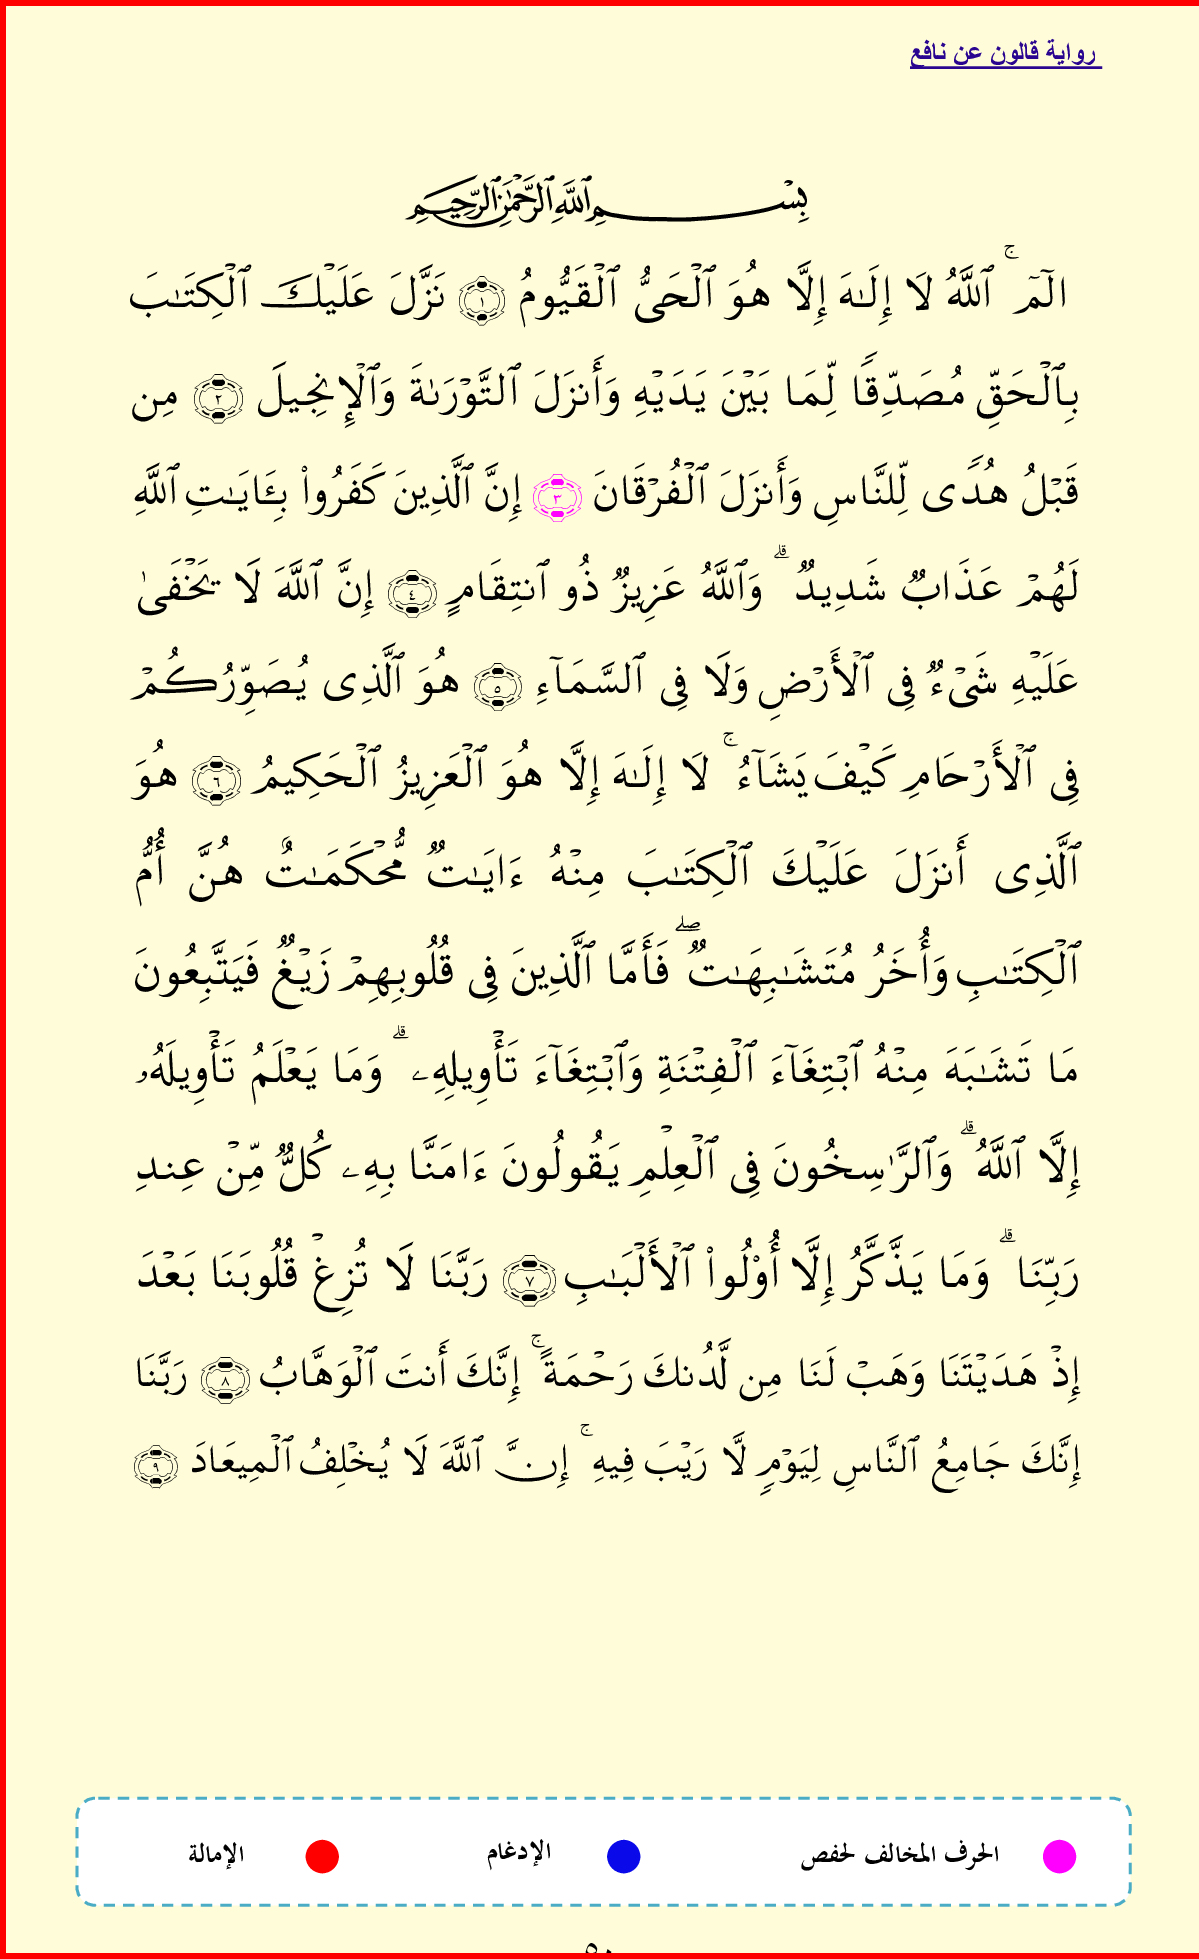 رواية قالون عن نافع
بِسْمِ ٱللَّهِ ٱلرَّحْمَٰنِ ٱلرَّحِيمِ
الٓمٓ ۚ ٱللَّهُ لَا إِلَـٰهَ إِلَّا هُوَ ٱلْحَىُّ ٱلْقَيُّومُ ١ نَزَّلَ عَلَيْكَ ٱلْكِتَـٰبَ
بِٱلْحَقِّ مُصَدِّقًا لِّمَا بَيْنَ يَدَيْهِ وَأَنزَلَ ٱلتَّوْرَىٰةَ وَٱلْإِنجِيلَ ٢ مِن
قَبْلُ هُدًى لِّلنَّاسِ وَأَنزَلَ ٱلْفُرْقَانَ ٣ إِنَّ ٱلَّذِينَ كَفَرُوا۟ بِـَٔايَـٰتِ ٱللَّهِ
لَهُمْ عَذَابٌ شَدِيدٌ ۗ وَٱللَّهُ عَزِيزٌ ذُو ٱنتِقَامٍ ٤ إِنَّ ٱللَّهَ لَا يَخْفَىٰ
عَلَيْهِ شَىْءٌ فِى ٱلْأَرْضِ وَلَا فِى ٱلسَّمَآءِ ٥ هُوَ ٱلَّذِى يُصَوِّرُكُمْ
فِى ٱلْأَرْحَامِ كَيْفَ يَشَآءُ ۚ لَا إِلَـٰهَ إِلَّا هُوَ ٱلْعَزِيزُ ٱلْحَكِيمُ ٦ هُوَ
ٱلَّذِى أَنزَلَ عَلَيْكَ ٱلْكِتَـٰبَ مِنْهُ ءَايَـٰتٌ مُّحْكَمَـٰتٌ هُنَّ أُمُّ
ٱلْكِتَـٰبِ وَأُخَرُ مُتَشَـٰبِهَـٰتٌ ۖ فَأَمَّا ٱلَّذِينَ فِى قُلُوبِهِمْ زَيْغٌ فَيَتَّبِعُونَ
مَا تَشَـٰبَهَ مِنْهُ ٱبْتِغَآءَ ٱلْفِتْنَةِ وَٱبْتِغَآءَ تَأْوِيلِهِۦ ۗ وَمَا يَعْلَمُ تَأْوِيلَهُۥ
إِلَّا ٱللَّهُ ۗ وَٱلرَّٰسِخُونَ فِى ٱلْعِلْمِ يَقُولُونَ ءَامَنَّا بِهِۦ كُلٌّ مِّنْ عِندِ
رَبِّنَا ۗ وَمَا يَذَّكَّرُ إِلَّا أُو۟لُوا۟ ٱلْأَلْبَـٰبِ ٧ رَبَّنَا لَا تُزِغْ قُلُوبَنَا بَعْدَ
إِذْ هَدَيْتَنَا وَهَبْ لَنَا مِن لَّدُنكَ رَحْمَةً ۚ إِنَّكَ أَنتَ ٱلْوَهَّابُ ٨ رَبَّنَا
إِنَّكَ جَامِعُ ٱلنَّاسِ لِيَوْمٍ لَّا رَيْبَ فِيهِ ۚ إِنَّ ٱللَّهَ لَا يُخْلِفُ ٱلْمِيعَادَ ٩
الحرف المخالف لحفص الإدغام الإمالة
٥٠